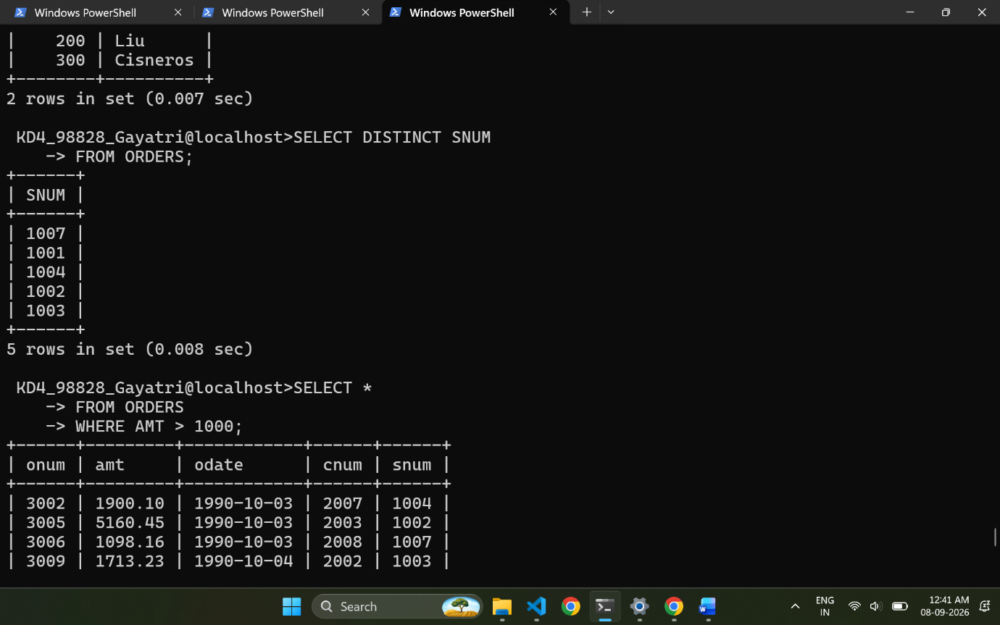 Windows PowerShell
Windows PowerShell
Windows PowerShell
|    200 | Liu      |
|    300 | Cisneros |
+--------+----------+
2 rows in set (0.007 sec)
KD4_98828_Gayatri@localhost>SELECT DISTINCT SNUM
    -> FROM ORDERS;
+------+
| SNUM |
+------+
| 1007 |
| 1001 |
| 1004 |
| 1002 |
| 1003 |
+------+
5 rows in set (0.008 sec)
KD4_98828_Gayatri@localhost>SELECT *
    -> FROM ORDERS
    -> WHERE AMT > 1000;
+------+---------+------------+------+------+
| onum | amt     | odate      | cnum | snum |
+------+---------+------------+------+------+
| 3002 | 1900.10 | 1990-10-03 | 2007 | 1004 |
| 3005 | 5160.45 | 1990-10-03 | 2003 | 1002 |
| 3006 | 1098.16 | 1990-10-03 | 2008 | 1007 |
| 3009 | 1713.23 | 1990-10-04 | 2002 | 1003 |
Search
ENG
IN
12:41 AM
08-09-2026